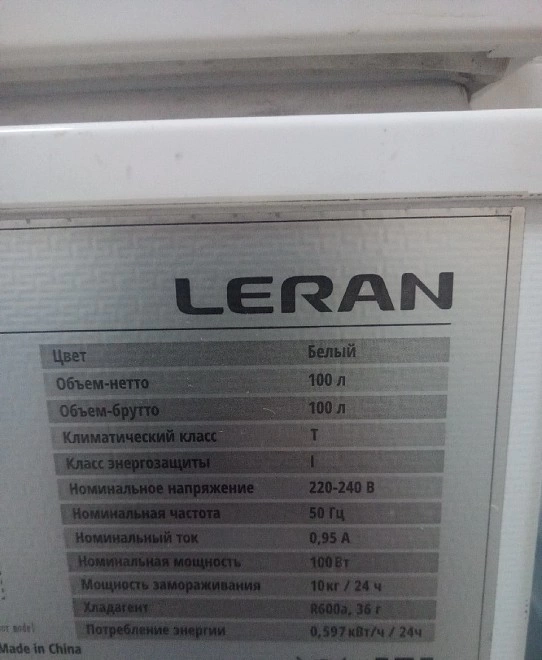 LERAN
Цвет Белый
Объем-нетто 100 л
Объем-брутто 100 л
Климатический класс T
Класс энергозащиты I
Номинальное напряжение 220-240 В
Номинальная частота 50 Гц
Номинальный ток 0,95 А
Номинальная мощность 100 Вт
Мощность замораживания 10 кг / 24 ч
Хладагент R600a, 36 г
Потребление энергии 0,597 кВт/ч / 24ч
model
Made in China